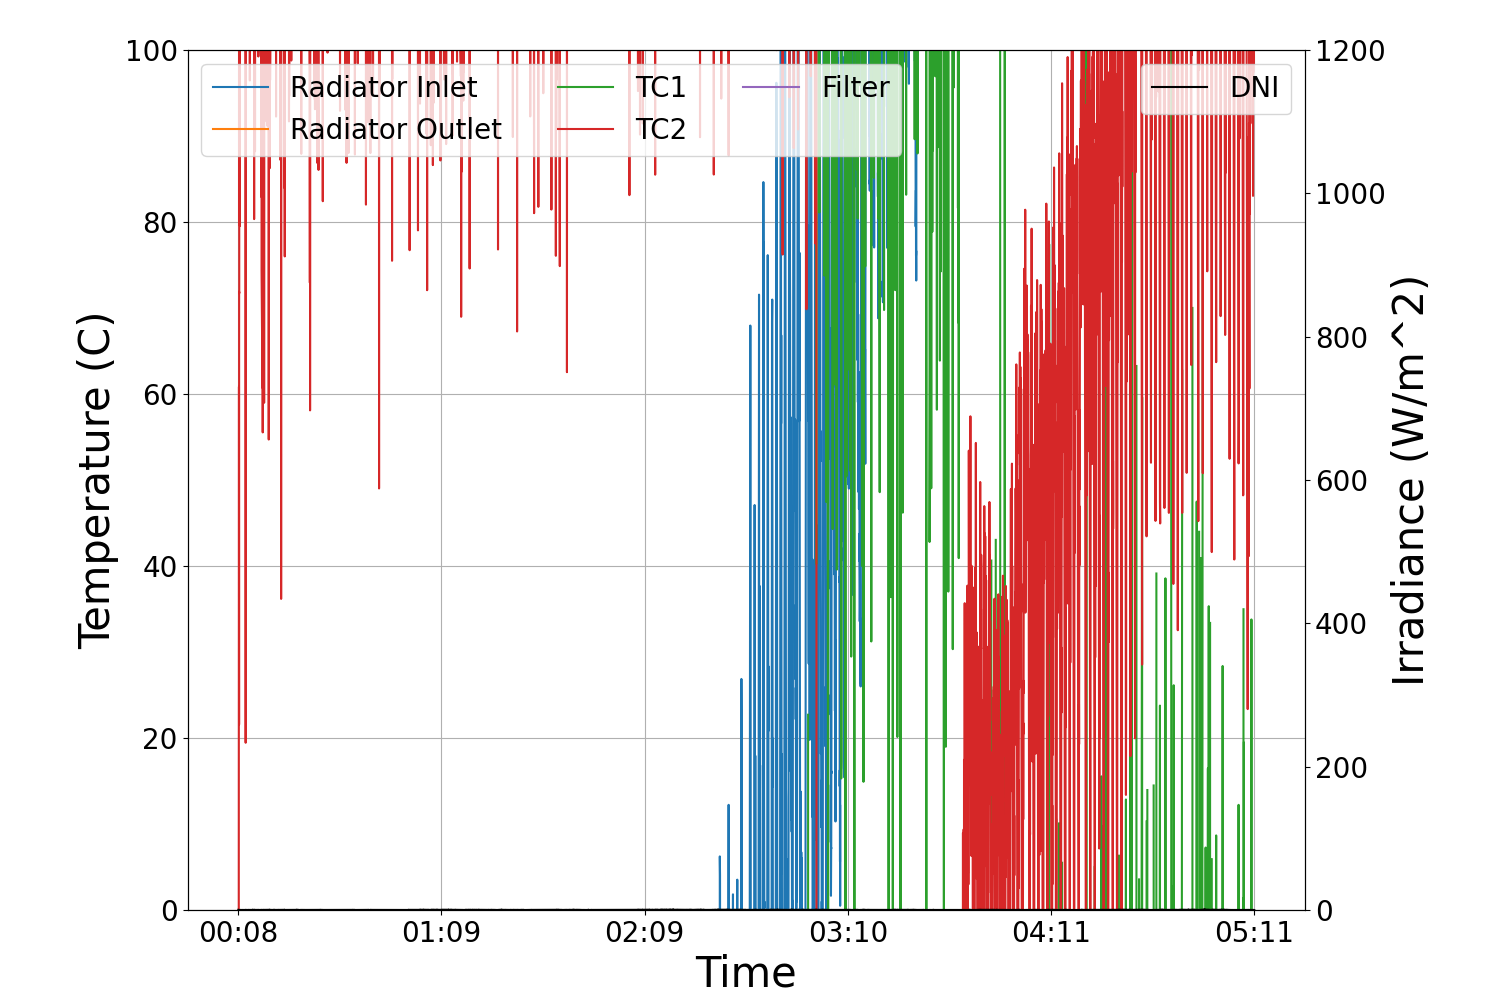 100
80
60
40
20
0
Temperature (C)
Radiator Inlet
Radiator Outlet
TC1
TC2
Filter
DNI
1200
1000
800
600
400
200
0
Irradiance (W/m^2)
00:08
01:09
02:09
03:10
04:11
05:11
Time